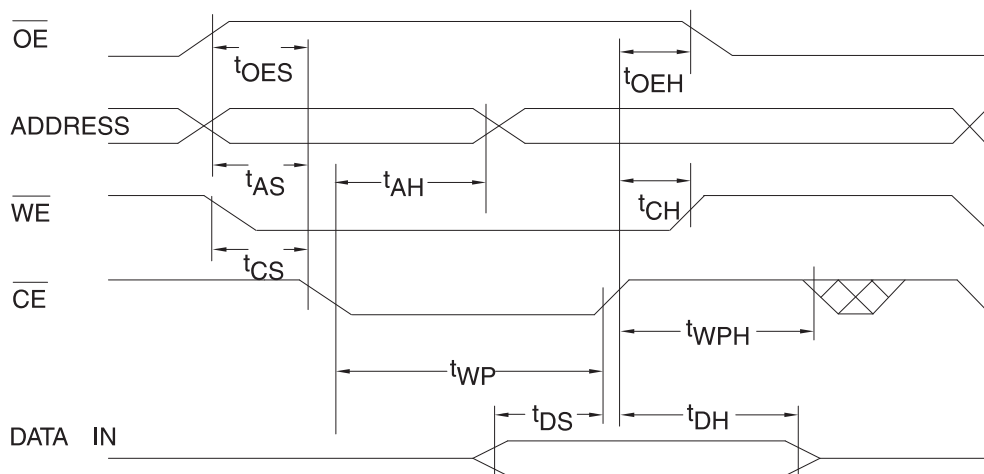 OE
tOES
tOEH
ADDRESS
tAS
tAH
tCH
WE
tCS
CE
tWPH
tWP
tDS
tDH
DATA IN